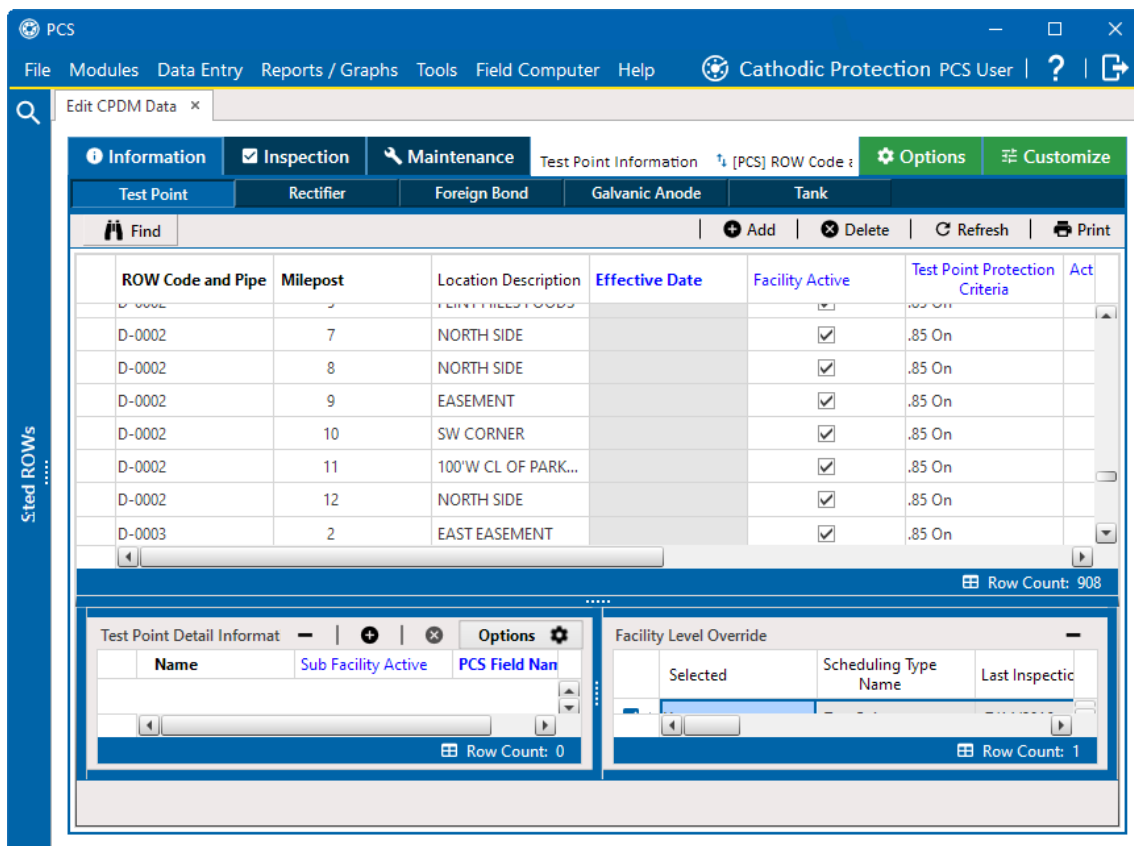 PCS
File Modules Data Entry Reports / Graphs Tools Field Computer Help Cathodic Protection PCS User | ? |
Edit CPDM Data ×
Information Inspection Maintenance Test Point Information [PCS] ROW Code Options Customize
Test Point Rectifier Foreign Bond Galvanic Anode Tank
Find | Add | Delete | Refresh | Print
ROW Code and Pipe Milepost Location Description Effective Date Facility Active Test Point Protection Criteria Act
D-0002 7 NORTH SIDE .85 On
D-0002 8 NORTH SIDE .85 On
D-0002 9 EASEMENT .85 On
D-0002 10 SW CORNER .85 On
D-0002 11 100'W CL OF PARK... .85 On
D-0002 12 NORTH SIDE .85 On
D-0003 2 EAST EASEMENT .85 On
Row Count: 908
Test Point Detail Informat | | Options
Name Sub Facility Active PCS Field Nan
Row Count: 0
Facility Level Override
Selected Scheduling Type Name Last Inspectic
Row Count: 1
ROWs